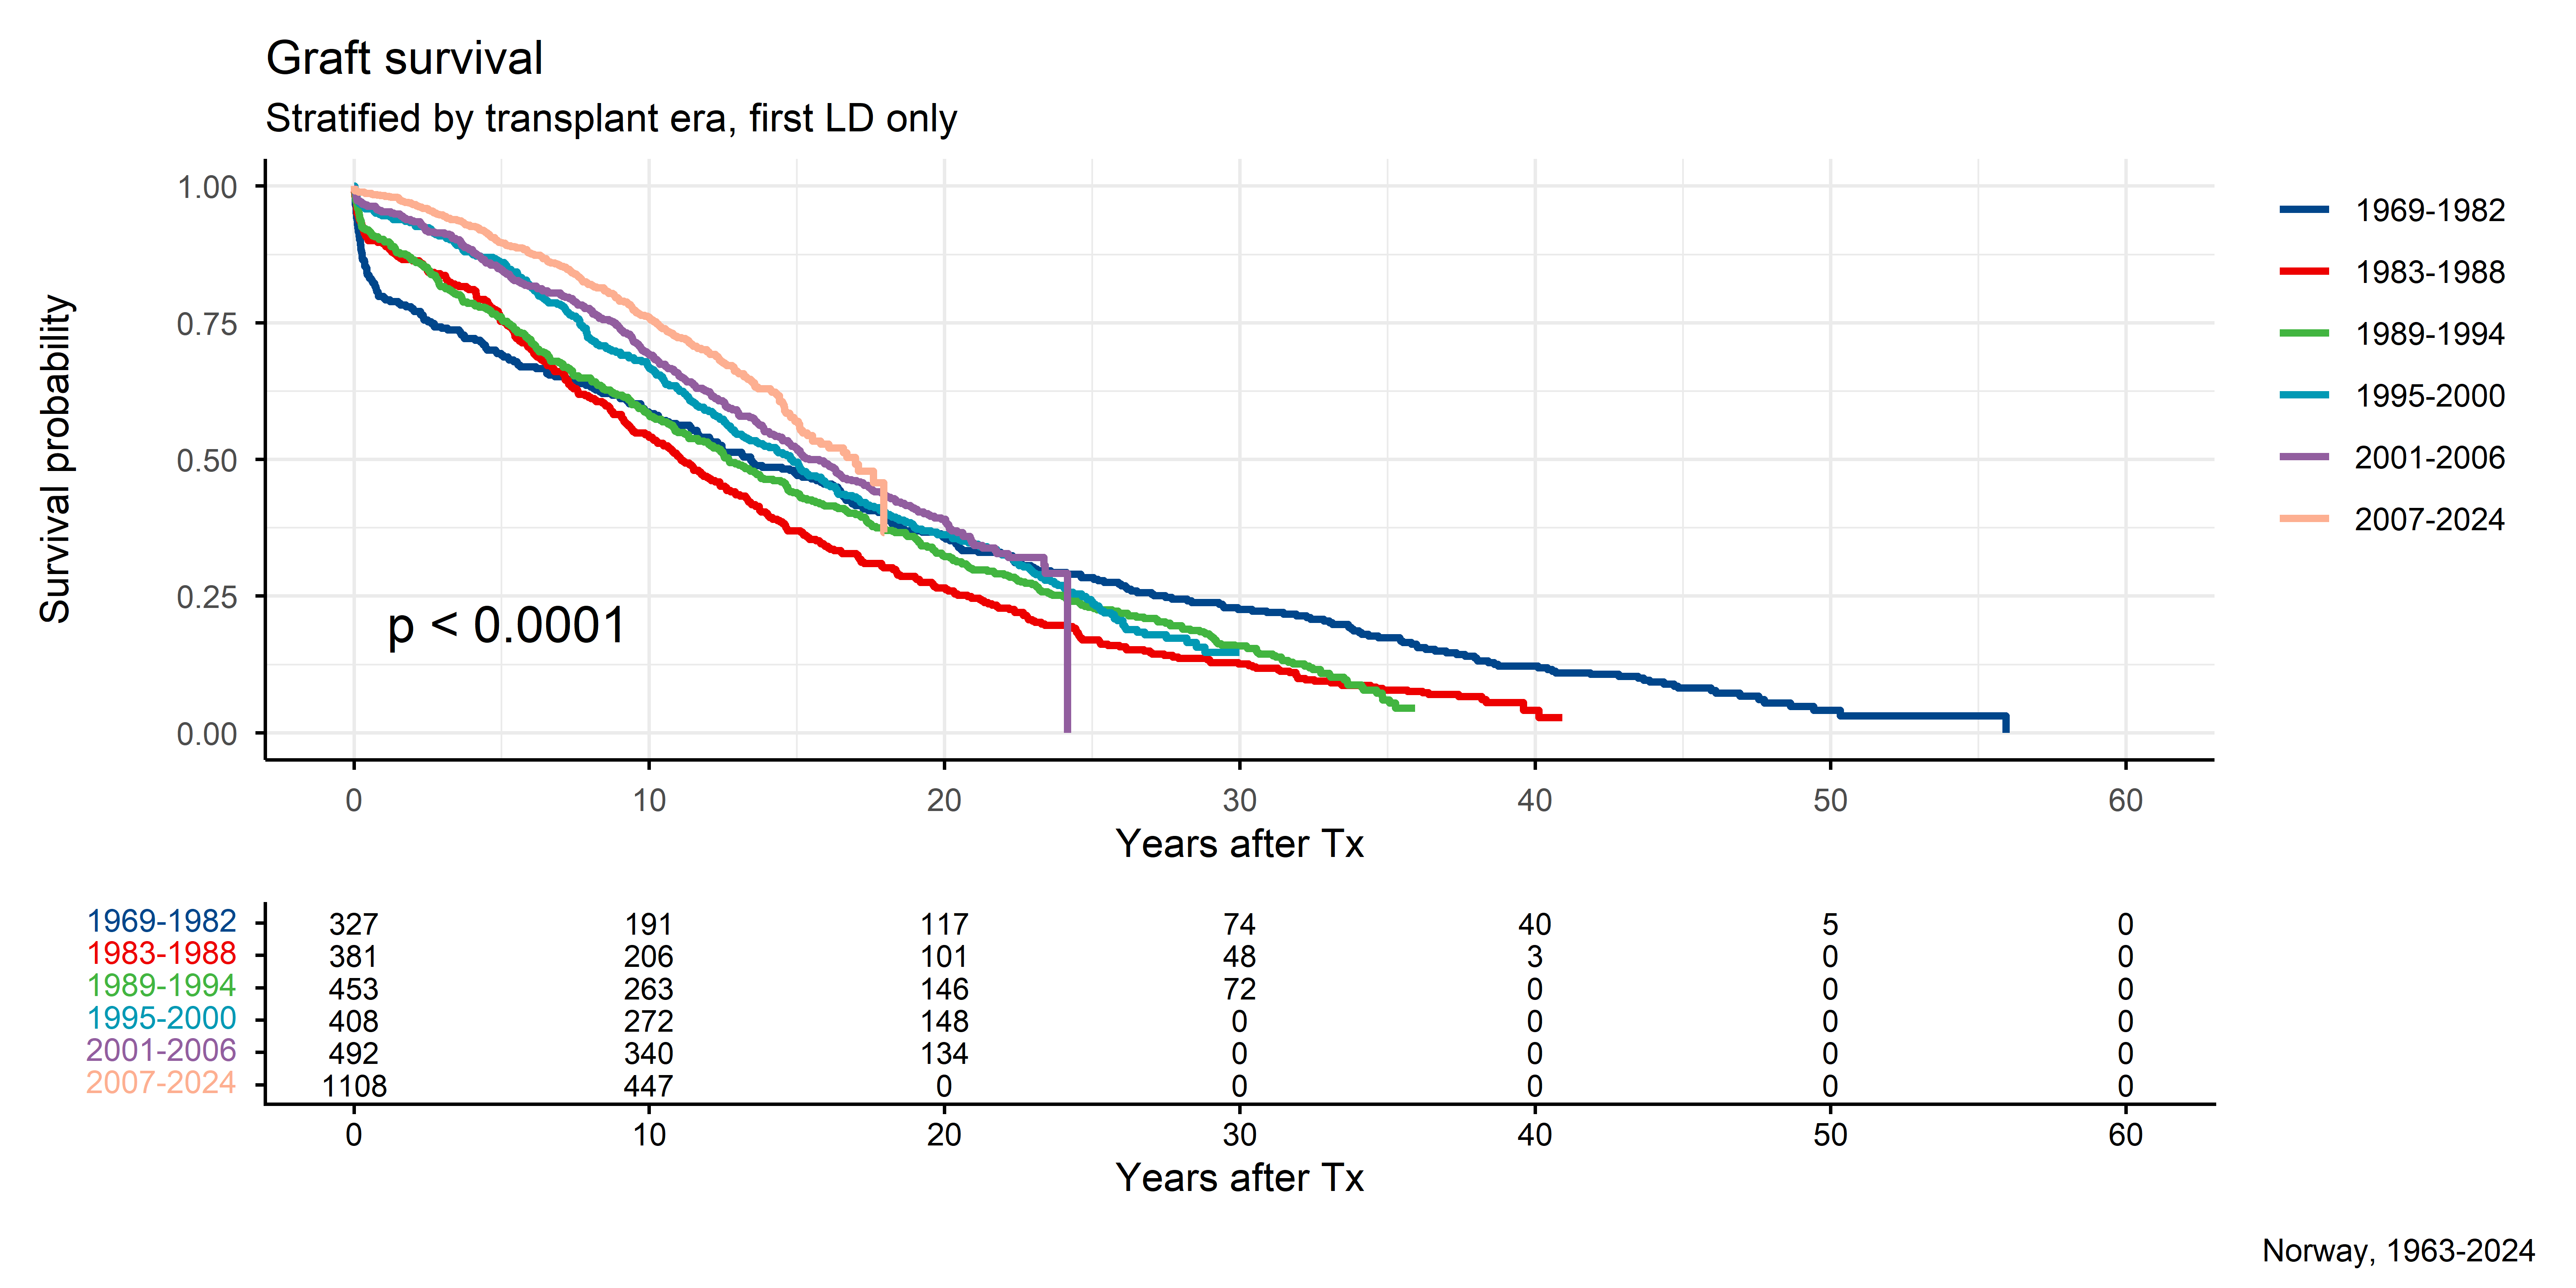 Graft survival
Stratified by transplant era, first LD only
Survival probability
1.00
0.75
0.50
0.25
0.00
p < 0.0001
0 10 20 30 40 50 60
Years after Tx
1969-1982
1983-1988
1989-1994
1995-2000
2001-2006
2007-2024
1969-1982 327 191 117 74 40 5 0
1983-1988 381 206 101 48 3 0 0
1989-1994 453 263 146 72 0 0 0
1995-2000 408 272 148 0 0 0 0
2001-2006 492 340 134 0 0 0 0
2007-2024 1108 447 0 0 0 0 0
0 10 20 30 40 50 60
Years after Tx
Norway, 1963-2024